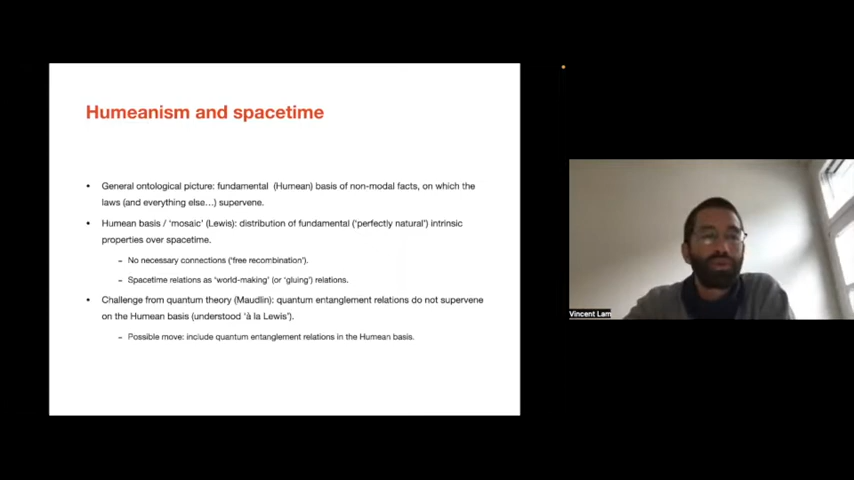 Humeanism and spacetime
• General ontological picture: fundamental (Humean) basis of non-modal facts, on which the
laws (and everything else…) supervene.
• Humean basis / ‘mosaic’ (Lewis): distribution of fundamental (‘perfectly natural’) intrinsic
properties over spacetime.
– No necessary connections (‘free recombination’).
– Spacetime relations as ‘world-making’ (or ‘gluing’) relations.
• Challenge from quantum theory (Maudlin): quantum entanglement relations do not supervene
on the Humean basis (understood ‘à la Lewis’).
– Possible move: include quantum entanglement relations in the Humean basis.
Vincent Lam